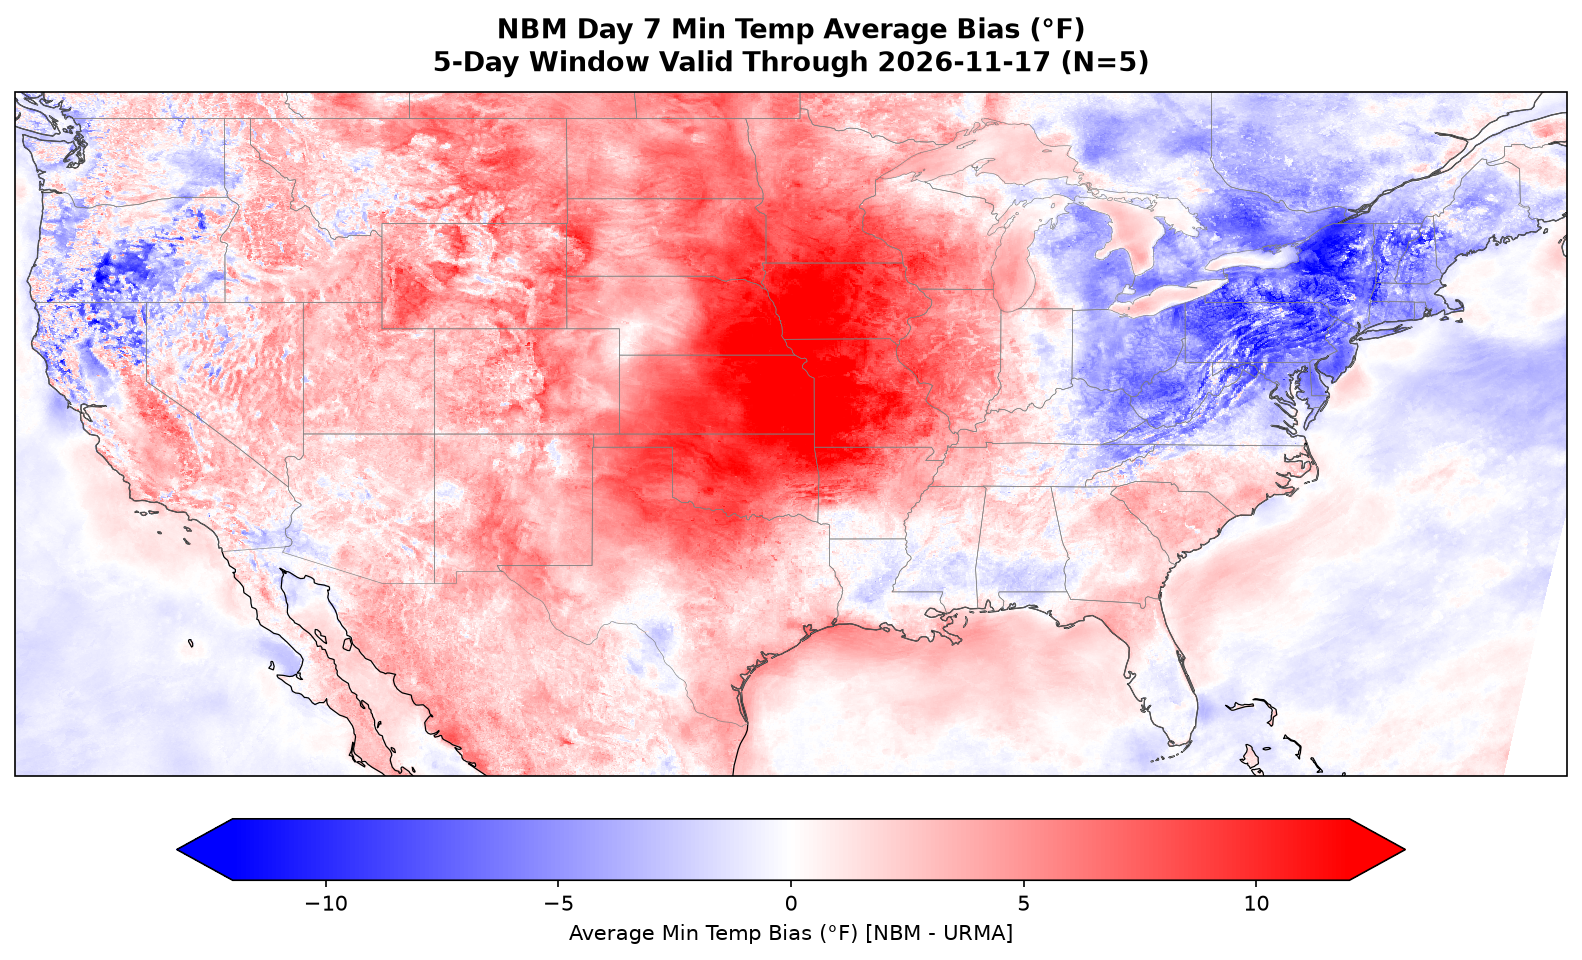 NBM Day 7 Min Temp Average Bias (°F)
5-Day Window Valid Through 2026-11-17 (N=5)
−10 −5 0 5 10
Average Min Temp Bias (°F) [NBM - URMA]